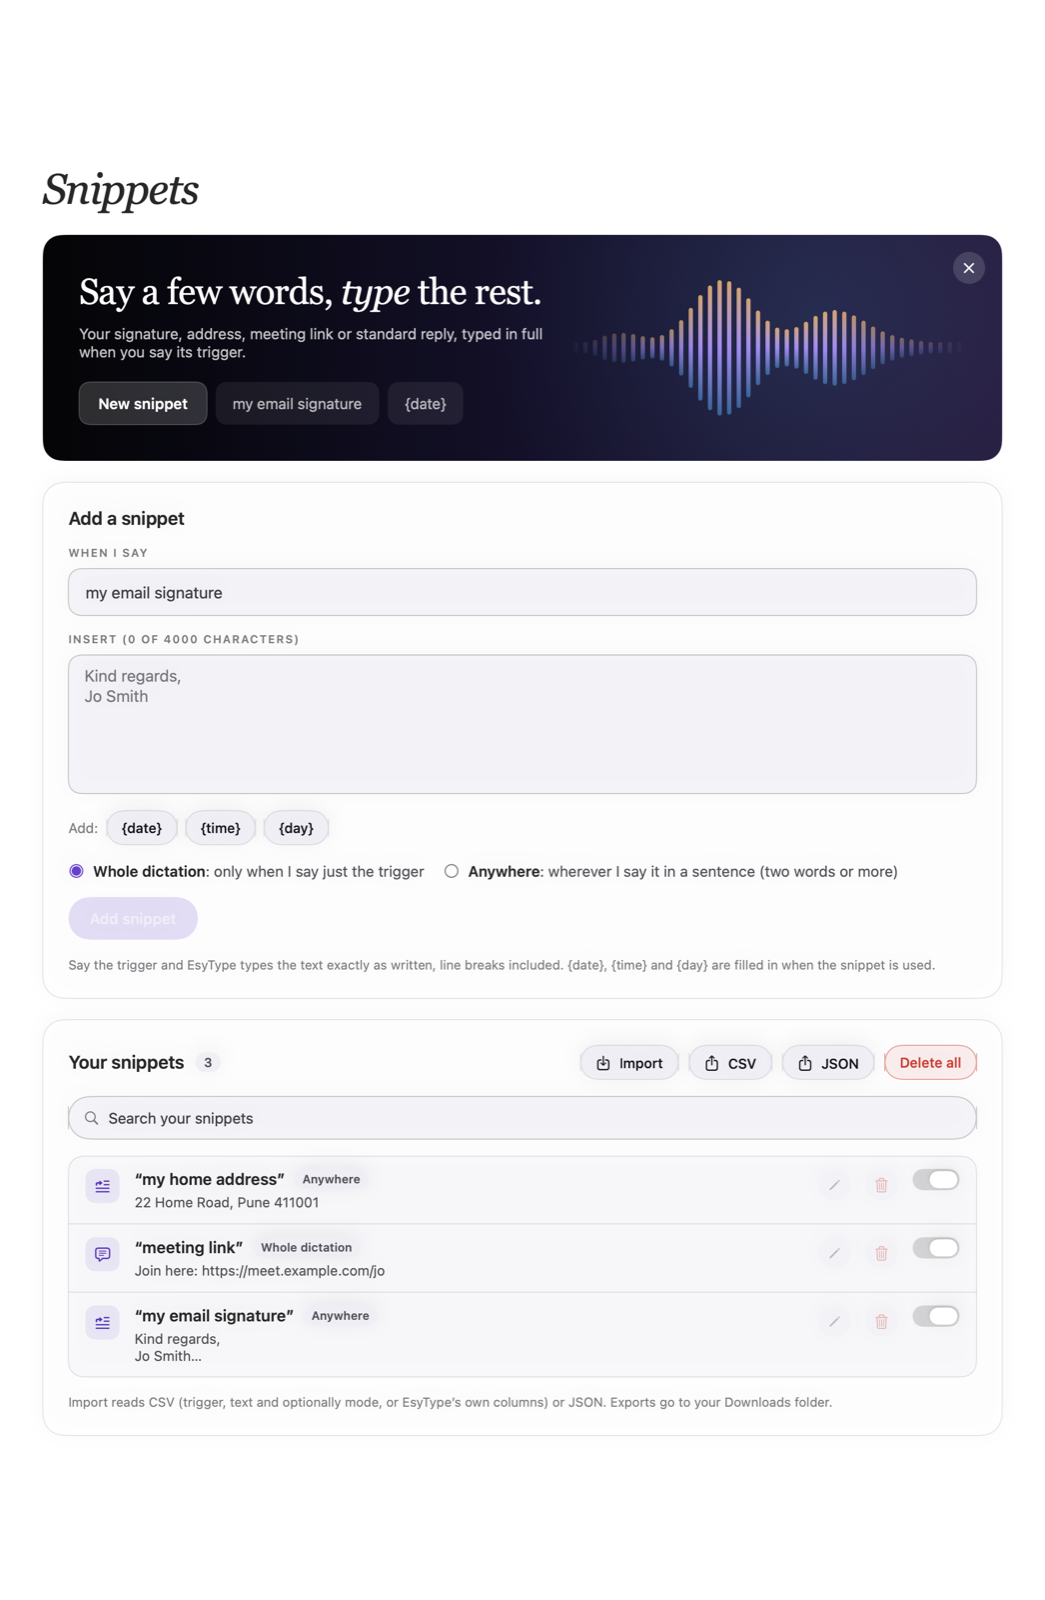 Snippets
Say a few words, type the rest.
Your signature, address, meeting link or standard reply, typed in full
when you say its trigger.
New snippet
my email signature
{date}
Add a snippet
WHEN I SAY
my email signature
INSERT (0 OF 4000 CHARACTERS)
Kind regards,
Jo Smith
Add: {date} {time} {day}
Whole dictation: only when I say just the trigger
Anywhere: wherever I say it in a sentence (two words or more)
Add snippet
Say the trigger and EsyType types the text exactly as written, line breaks included. {date}, {time} and {day} are filled in when the snippet is used.
Your snippets 3
Import
CSV
JSON
Delete all
Search your snippets
“my home address” Anywhere
22 Home Road, Pune 411001
“meeting link” Whole dictation
Join here: https://meet.example.com/jo
“my email signature” Anywhere
Kind regards,
Jo Smith...
Import reads CSV (trigger, text and optionally mode, or EsyType’s own columns) or JSON. Exports go to your Downloads folder.